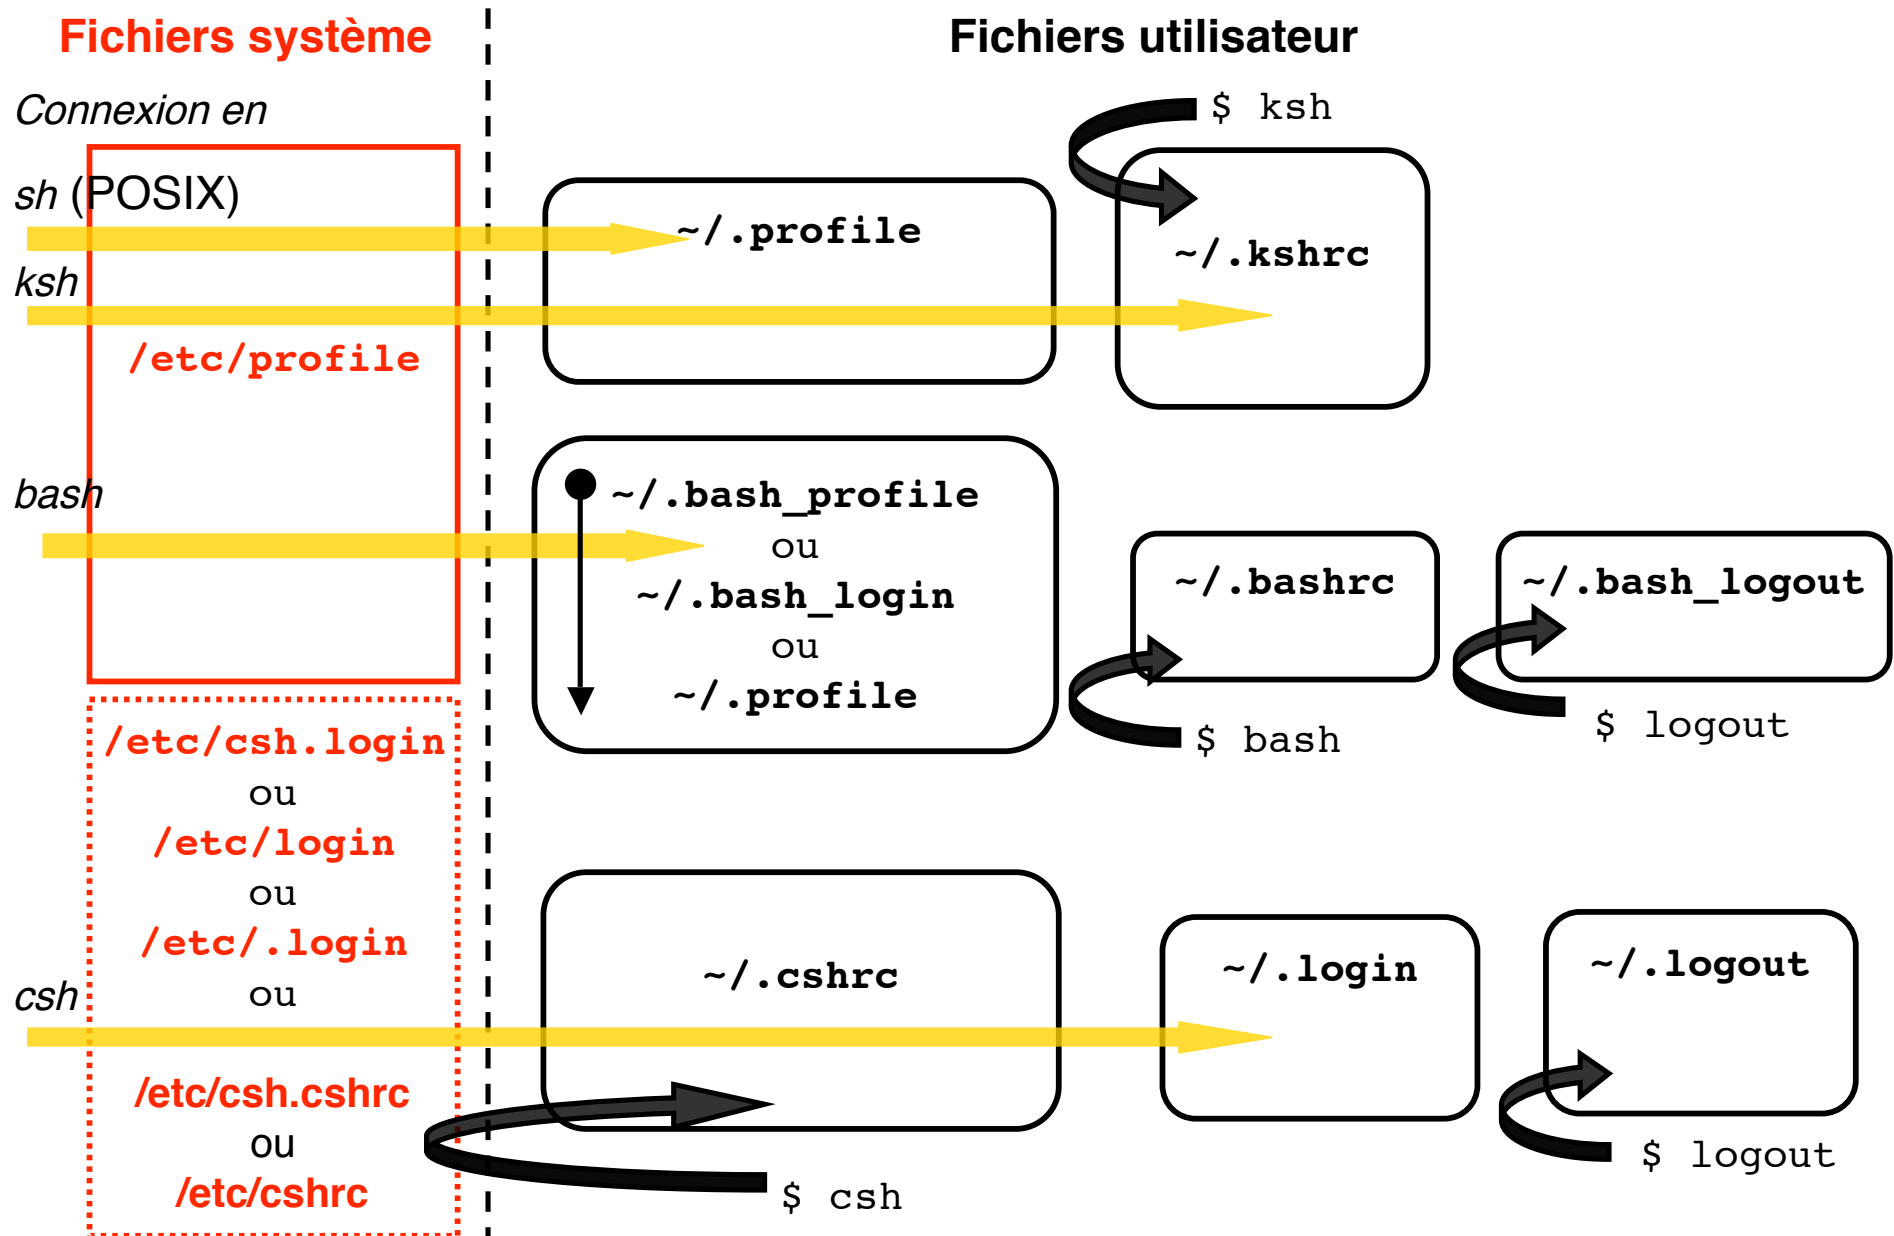 Fichiers système
Fichiers utilisateur
Connexion en
$ ksh
sh (POSIX)
~/.profile
~/.kshrc
ksh
/etc/profile
bash
~/.bash_profile
ou
~/.bash_login
ou
~/.profile
~/.bashrc
~/.bash_logout
$ bash
$ logout
/etc/csh.login
ou
/etc/login
ou
/etc/.login
ou
csh
~/.cshrc
~/.login
~/.logout
/etc/csh.cshrc
ou
/etc/cshrc
$ csh
$ logout